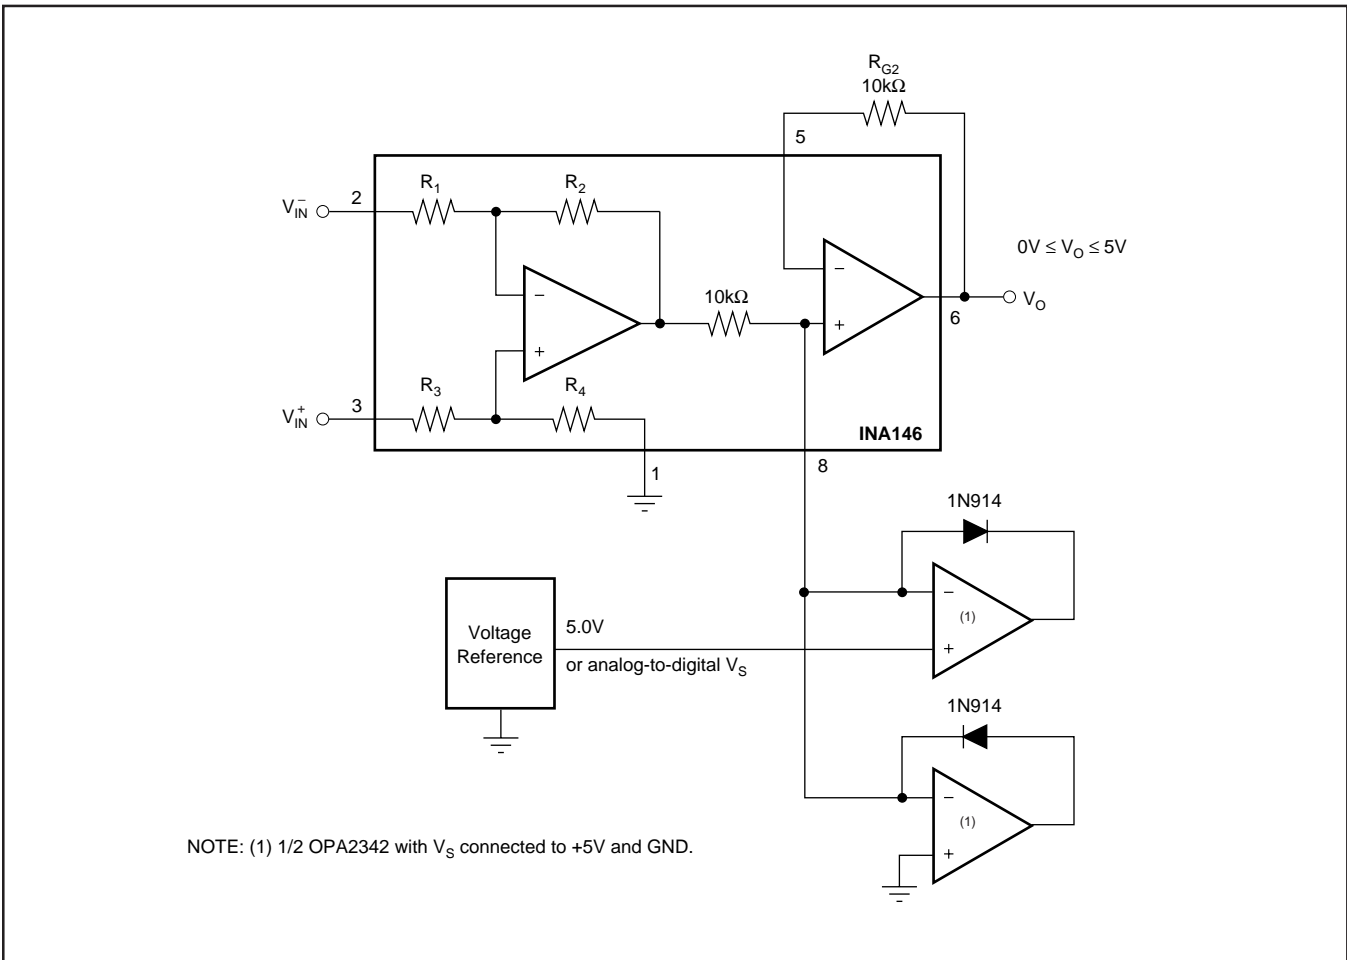 R_G2
10kΩ
5
R_1
R_2
V_IN^–
2
0V ≤ V_O ≤ 5V
–
–
10kΩ
V_O
6
+
+
R_3
R_4
V_IN^+
3
INA146
1
8
1N914
–
Voltage
Reference
5.0V
(1)
+
or analog-to-digital V_S
1N914
–
(1)
NOTE: (1) 1/2 OPA2342 with V_S connected to +5V and GND.
+